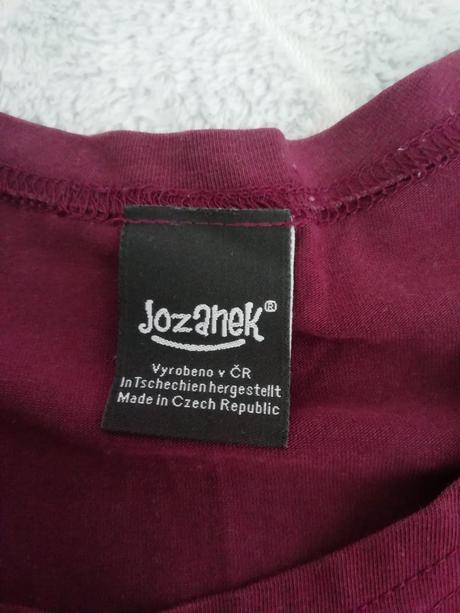 Jozanek®
Vyrobeno v ČR
In Tschechien hergestellt
Made in Czech Republic